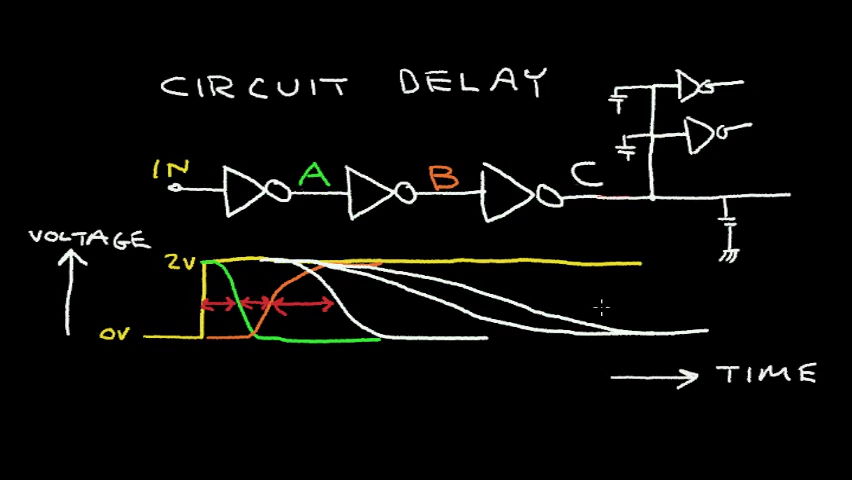 CIRCUIT DELAY
IN A B C
VOLTAGE
2V
0V
TIME